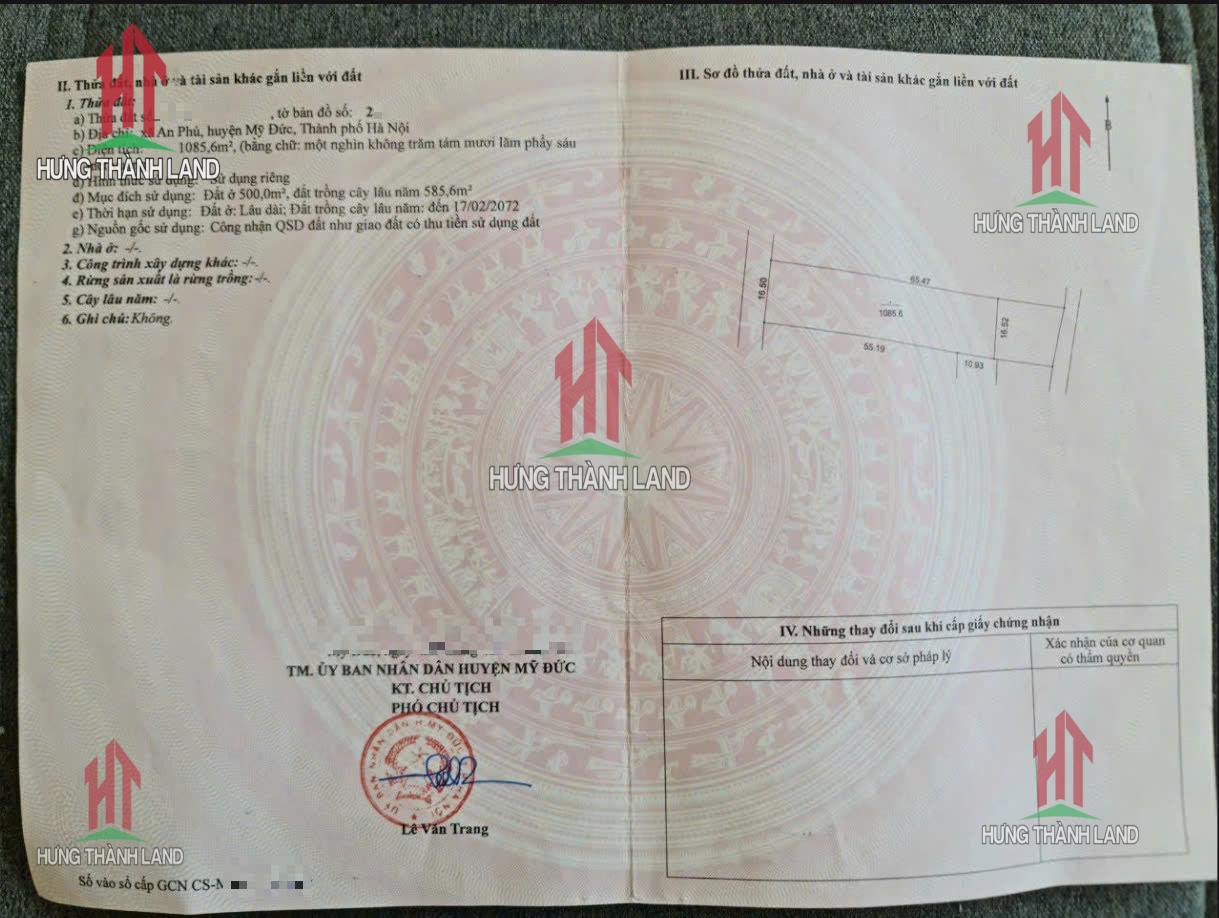 II. Thửa đất, nhà ở và tài sản khác gắn liền với đất
1. Thửa đất:
a) Thửa đất số , tờ bản đồ số: 2
b) Địa chỉ: xã An Phú, huyện Mỹ Đức, Thành phố Hà Nội
c) Diện tích: 1085,6m², (bằng chữ: một nghìn không trăm tám mươi lăm phẩy sáu
HƯNG THÀNH LAND
d) Hình thức sử dụng: Sử dụng riêng
đ) Mục đích sử dụng: Đất ở 500,0m², đất trồng cây lâu năm 585,6m²
e) Thời hạn sử dụng: Đất ở: Lâu dài; Đất trồng cây lâu năm: đến 17/02/2072
g) Nguồn gốc sử dụng: Công nhận QSD đất như giao đất có thu tiền sử dụng đất
2. Nhà ở: -/-.
3. Công trình xây dựng khác: -/-.
4. Rừng sản xuất là rừng trồng: -/-.
5. Cây lâu năm: -/-.
6. Ghi chú: Không.
HƯNG THÀNH LAND
TM. ỦY BAN NHÂN DÂN HUYỆN MỸ ĐỨC
KT. CHỦ TỊCH
PHÓ CHỦ TỊCH
Lê Văn Trang
HƯNG THÀNH LAND
Số vào sổ cấp GCN CS-M
III. Sơ đồ thửa đất, nhà ở và tài sản khác gắn liền với đất
B
HƯNG THÀNH LAND
65.47
16.50
1085.6
16.52
55.19
10.93
IV. Những thay đổi sau khi cấp giấy chứng nhận
Nội dung thay đổi và cơ sở pháp lý
Xác nhận của cơ quan
có thẩm quyền
HƯNG THÀNH LAND